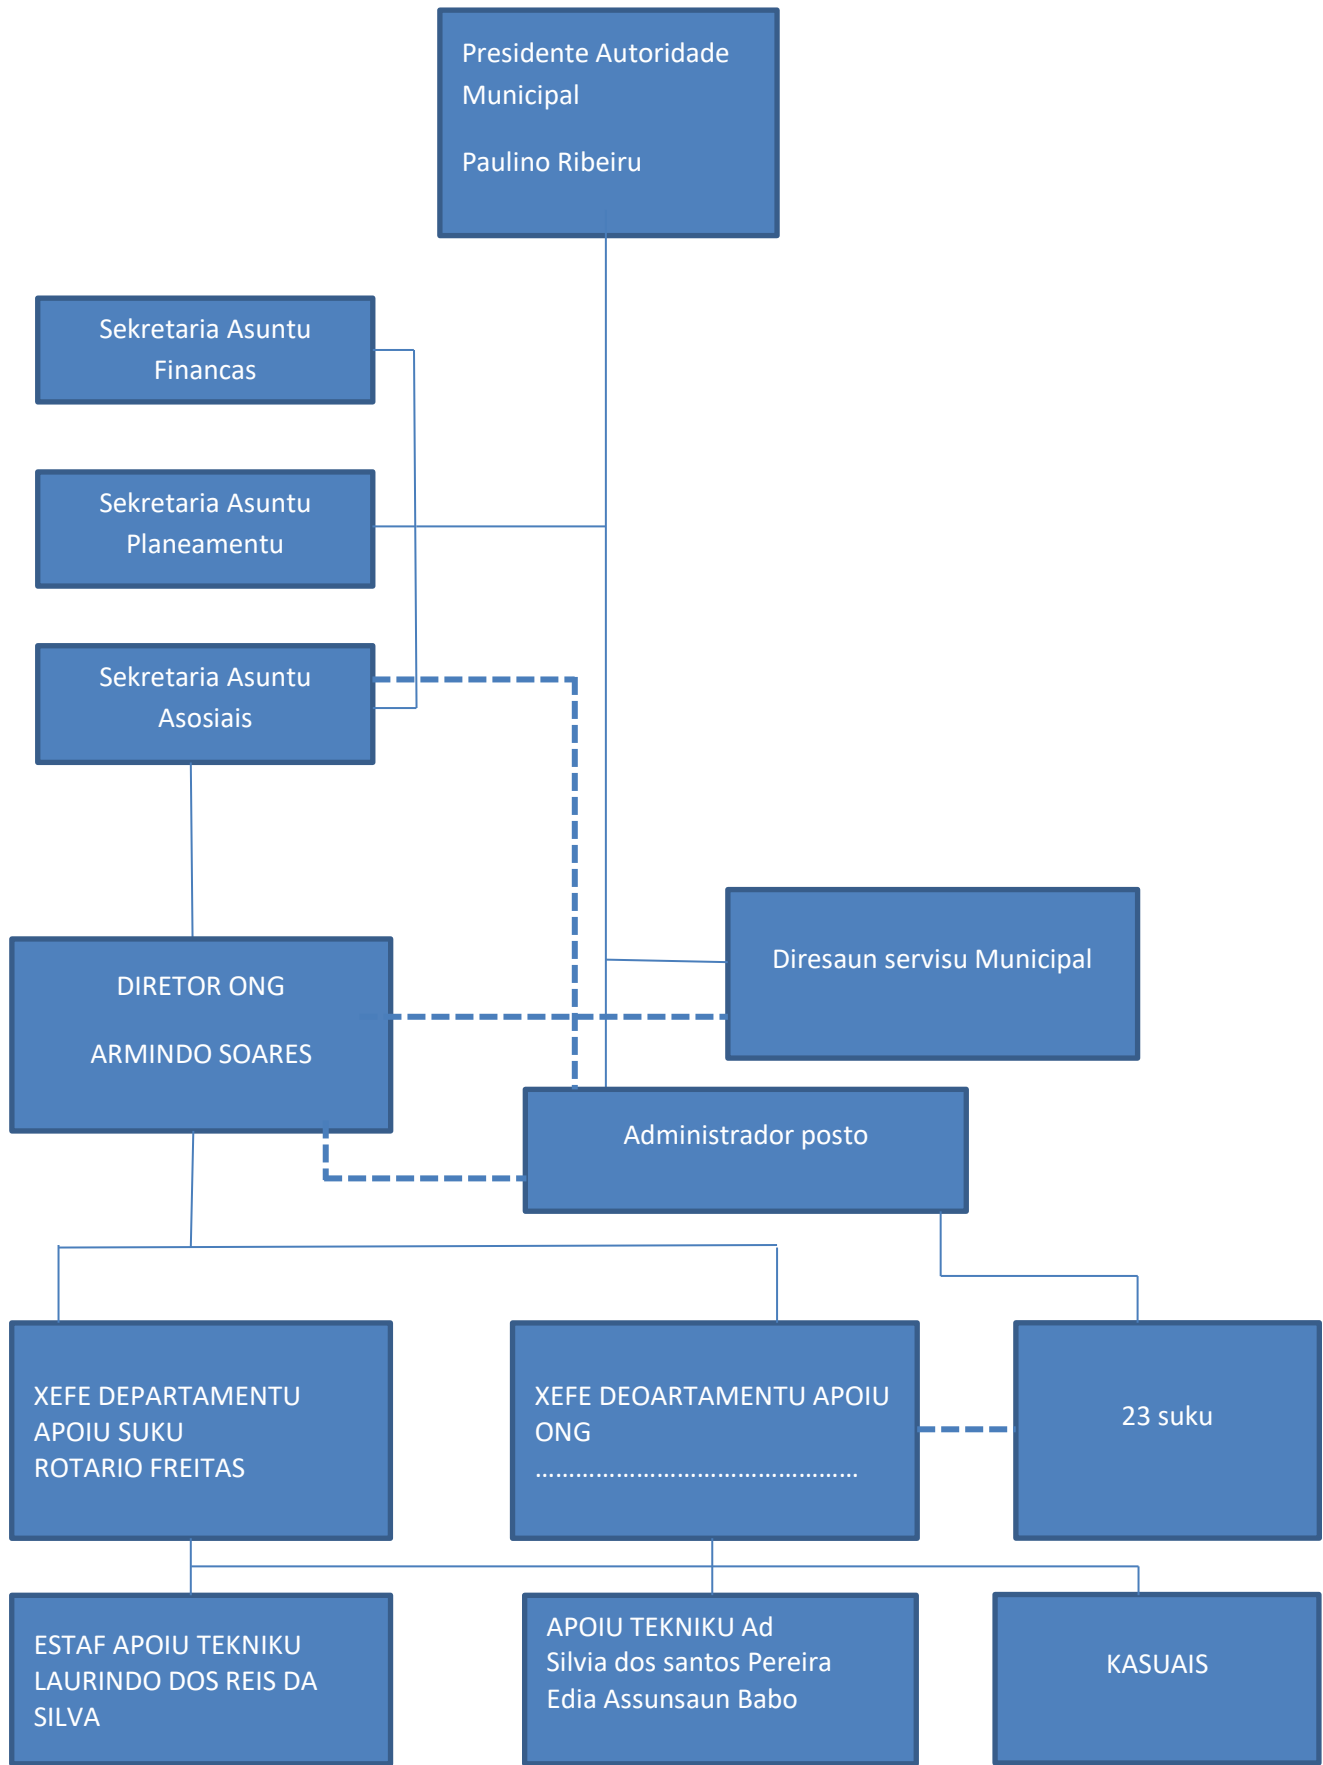 Presidente Autoridade
Municipal
Paulino Ribeiru
Sekretaria Asuntu
Financas
Sekretaria Asuntu
Planeamentu
Sekretaria Asuntu
Asosiais
Diresaun servisu Municipal
DIRETOR ONG
ARMINDO SOARES
Administrador posto
XEFE DEPARTAMENTU
APOIU SUKU
ROTARIO FREITAS
XEFE DEOARTAMENTU APOIU
ONG
................................................
23 suku
ESTAF APOIU TEKNIKU
LAURINDO DOS REIS DA
SILVA
APOIU TEKNIKU Ad
Silvia dos santos Pereira
Edia Assunsaun Babo
KASUAIS